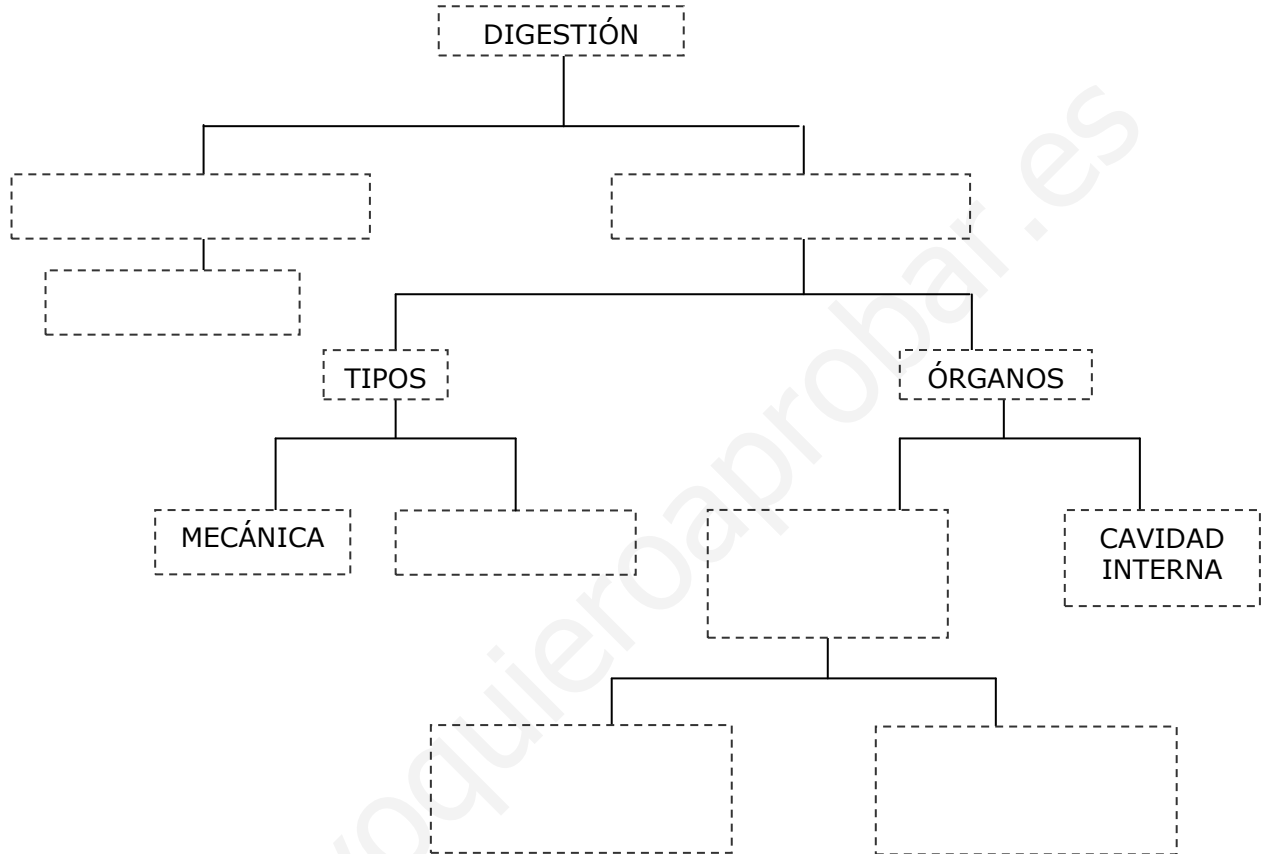 DIGESTIÓN
TIPOS
ÓRGANOS
MECÁNICA
CAVIDAD
INTERNA
yoquieroaprobar.es